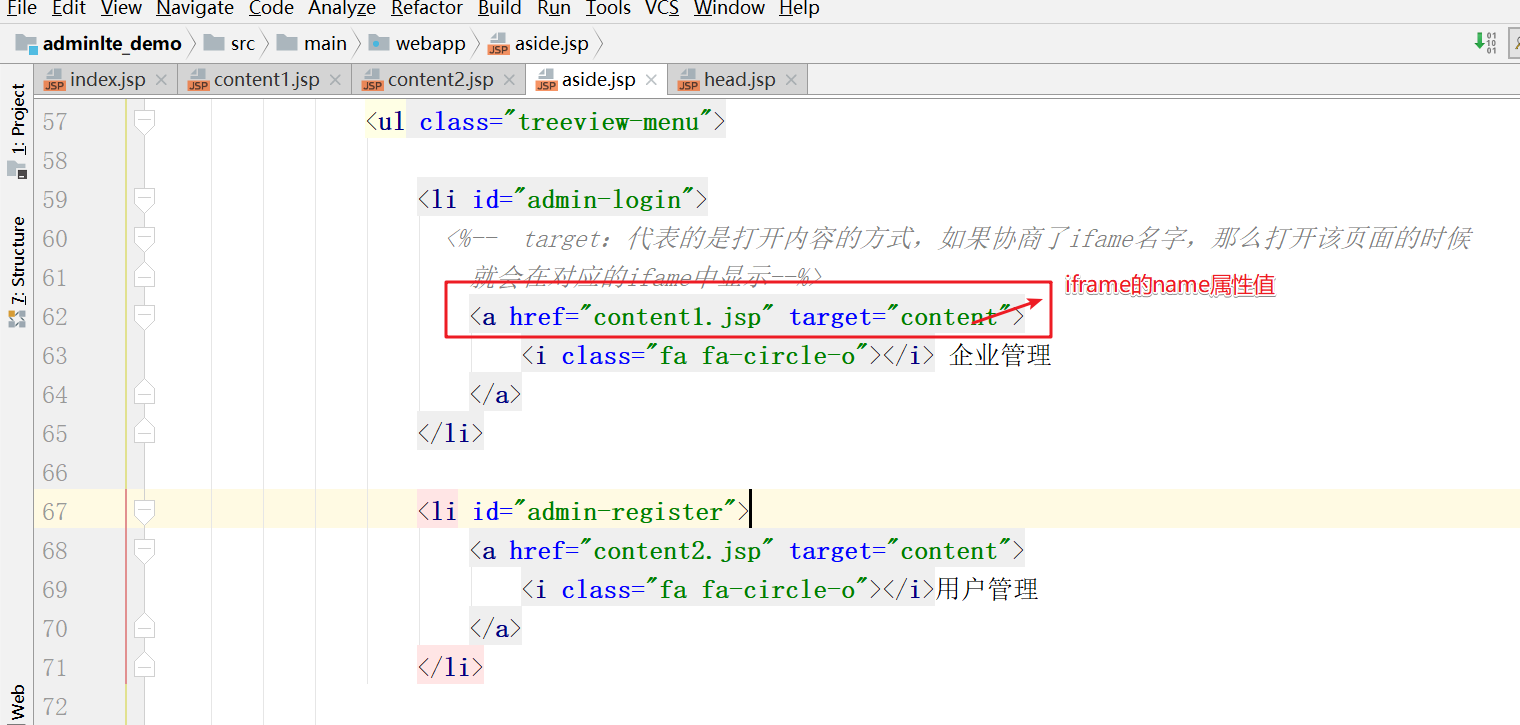 File Edit View Navigate Code Analyze Refactor Build Run Tools VCS Window Help
adminlte_demo src main webapp aside.jsp
index.jsp content1.jsp content2.jsp aside.jsp head.jsp
1: Project
7: Structure
Web
57 <ul class="treeview-menu">
58
59 <li id="admin-login">
60 <%-- target：代表的是打开内容的方式，如果协商了ifame名字，那么打开该页面的时候
61 就会在对应的ifame中显示--%>
iframe的name属性值
62 <a href="content1.jsp" target="content">
63 <i class="fa fa-circle-o"></i> 企业管理
64 </a>
65 </li>
66
67 <li id="admin-register">
68 <a href="content2.jsp" target="content">
69 <i class="fa fa-circle-o"></i>用户管理
70 </a>
71 </li>
72